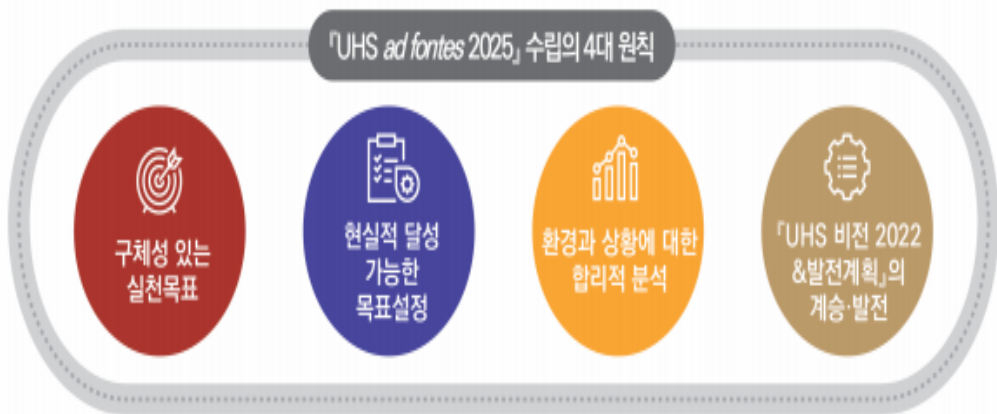 『UHS ad fontes 2025』 수립의 4대 원칙
구체성 있는
실천목표
현실적 달성
가능한
목표설정
환경과 상황에 대한
합리적 분석
『UHS 비전 2022
&발전계획』의
계승·발전